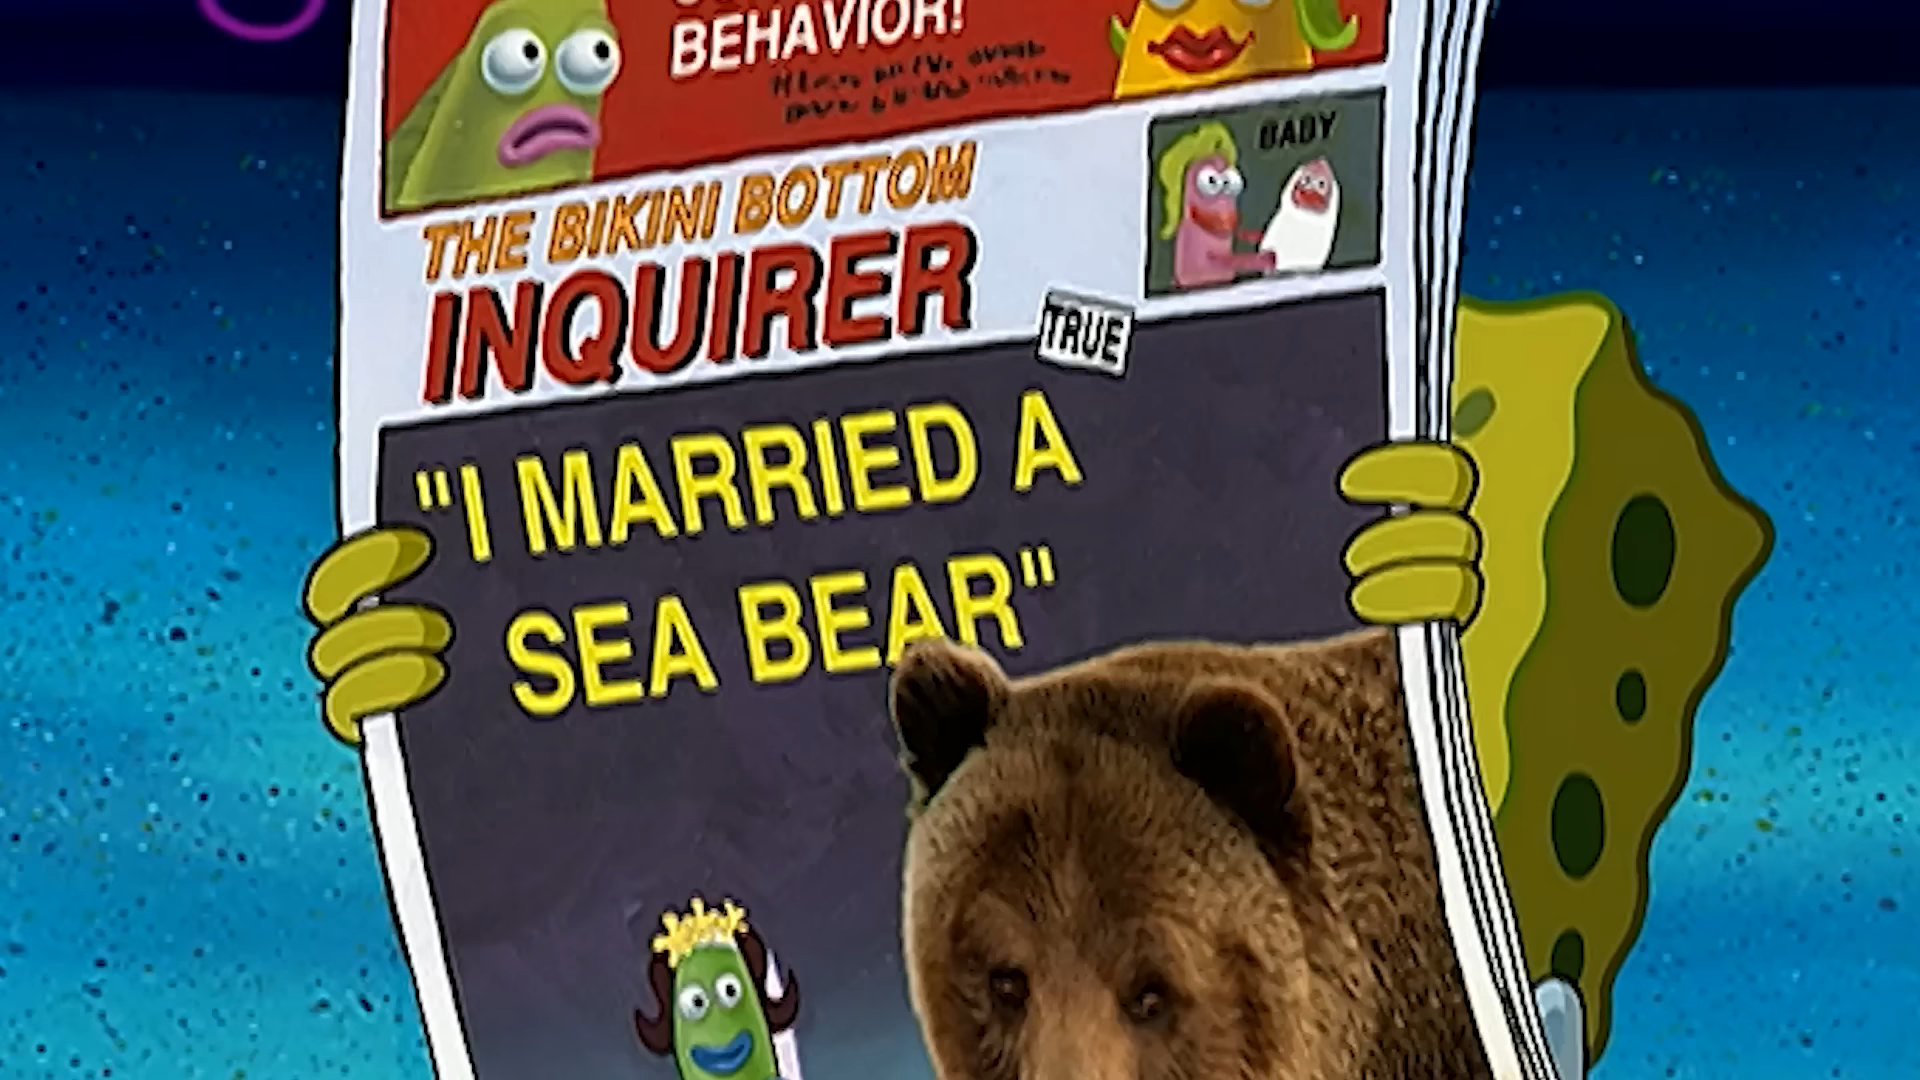 BEHAVIOR!
BABY
THE BIKINI BOTTOM
INQUIRER
TRUE
"I MARRIED A
SEA BEAR"